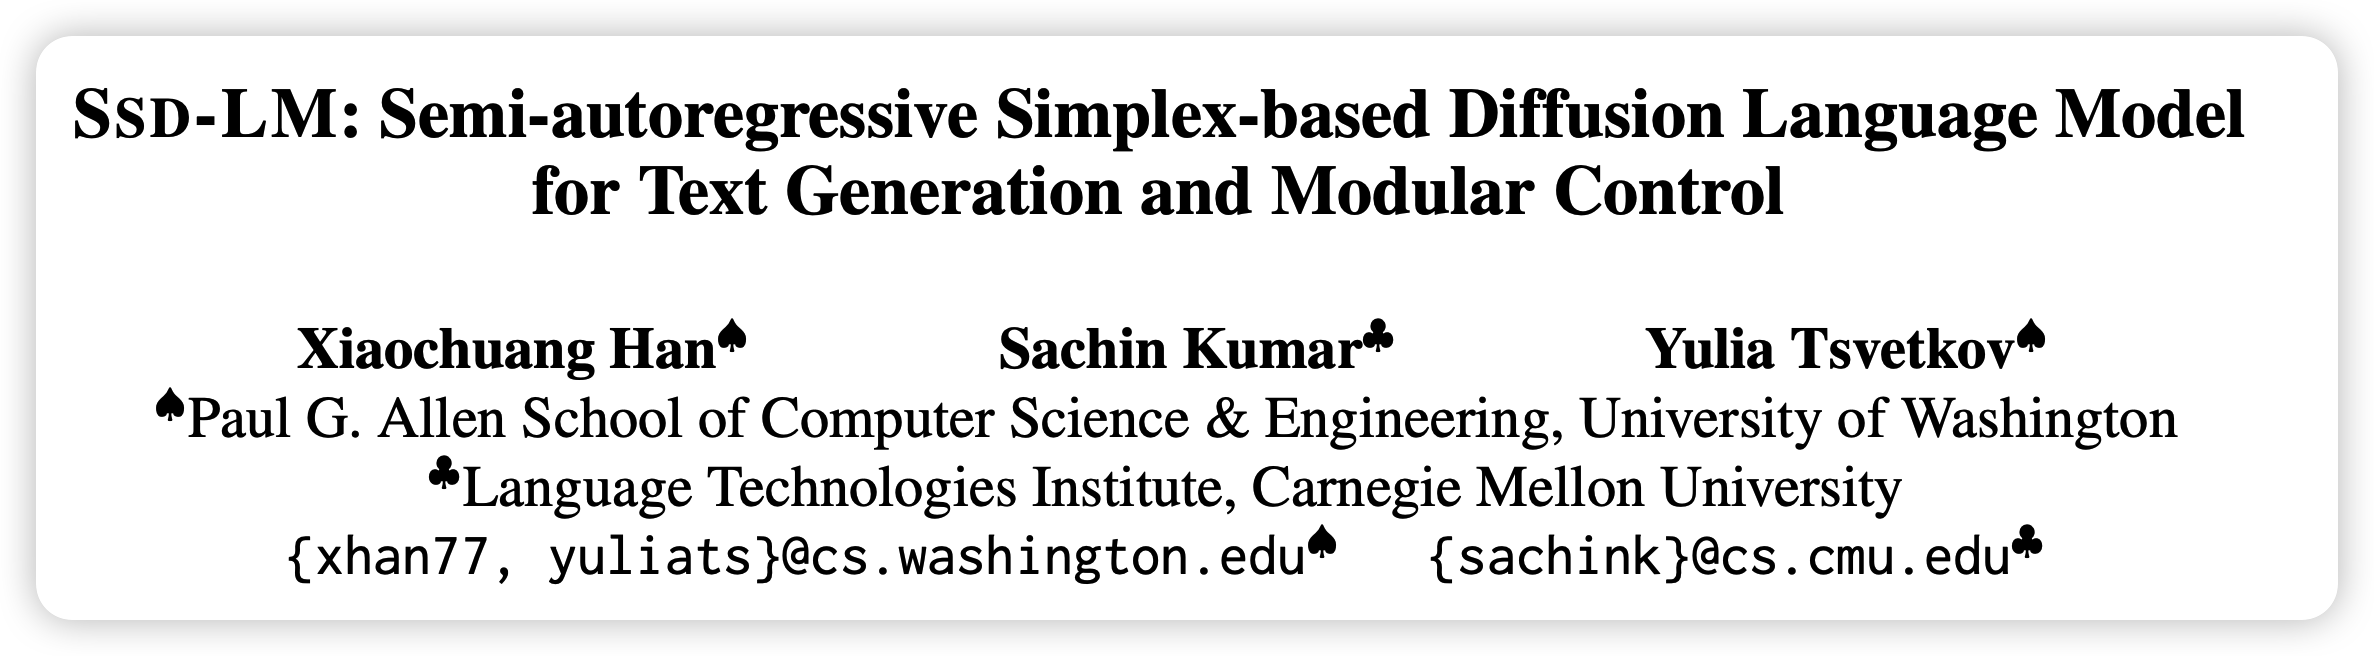 SSD-LM: Semi-autoregressive Simplex-based Diffusion Language Model
for Text Generation and Modular Control
Xiaochuang Han♠ Sachin Kumar♣ Yulia Tsvetkov♠
♠Paul G. Allen School of Computer Science & Engineering, University of Washington
♣Language Technologies Institute, Carnegie Mellon University
{xhan77, yuliats}@cs.washington.edu♠ {sachink}@cs.cmu.edu♣